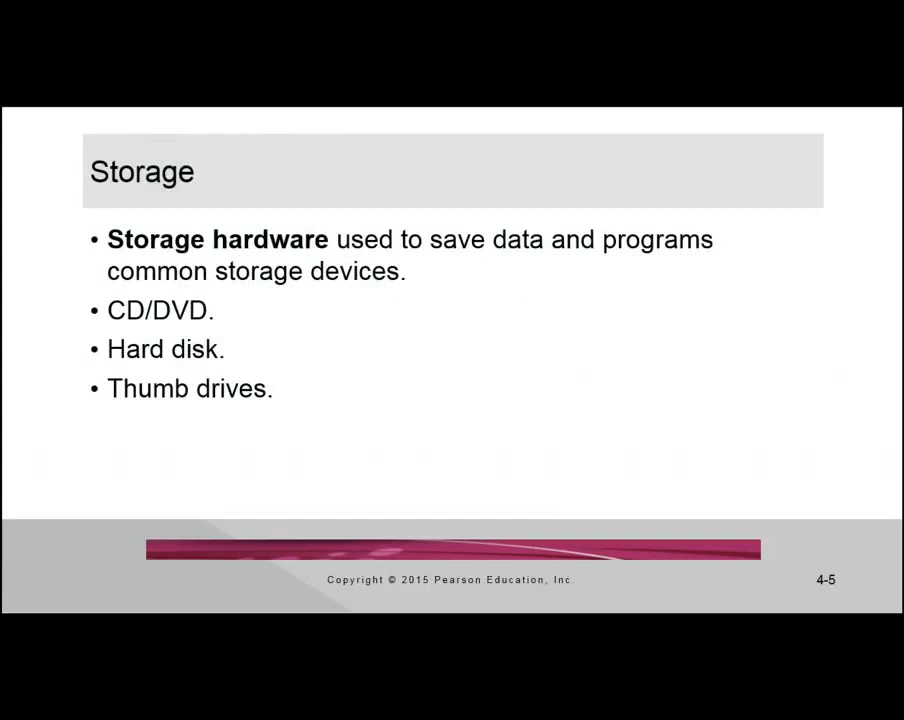 Storage
• Storage hardware used to save data and programs
common storage devices.
• CD/DVD.
• Hard disk.
• Thumb drives.
Copyright © 2015 Pearson Education, Inc.
4-5